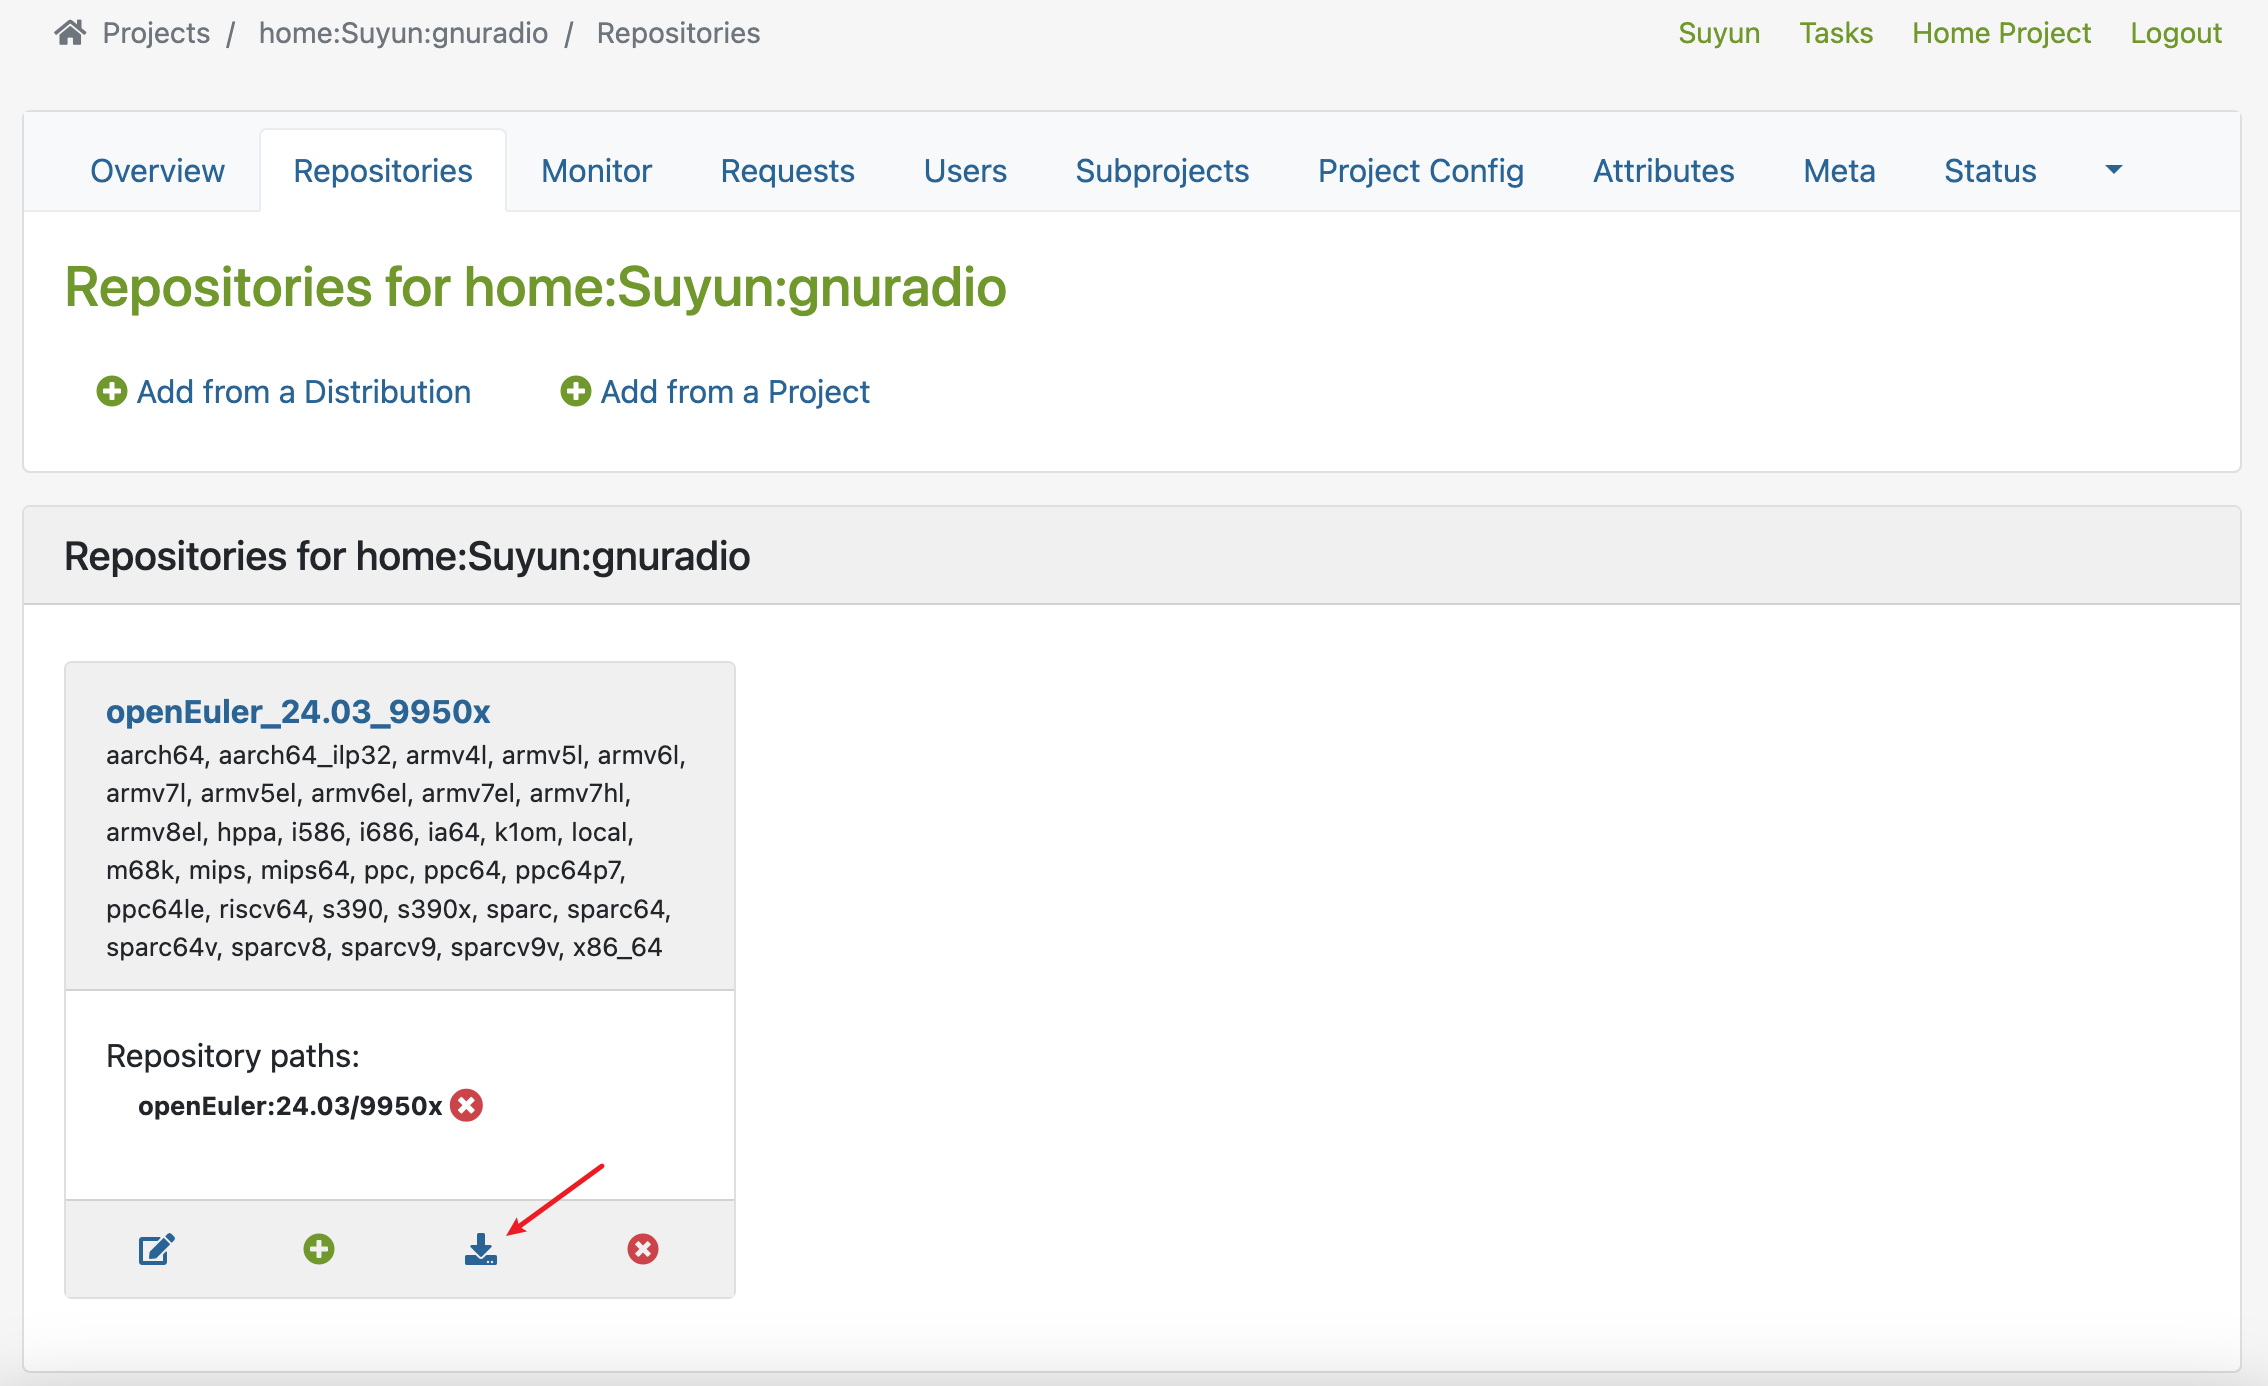 Projects / home:Suyun:gnuradio / Repositories
Suyun Tasks Home Project Logout
Overview Repositories Monitor Requests Users Subprojects Project Config Attributes Meta Status
Repositories for home:Suyun:gnuradio
Add from a Distribution Add from a Project
Repositories for home:Suyun:gnuradio
openEuler_24.03_9950x
aarch64, aarch64_ilp32, armv4l, armv5l, armv6l,
armv7l, armv5el, armv6el, armv7el, armv7hl,
armv8el, hppa, i586, i686, ia64, k1om, local,
m68k, mips, mips64, ppc, ppc64, ppc64p7,
ppc64le, riscv64, s390, s390x, sparc, sparc64,
sparc64v, sparcv8, sparcv9, sparcv9v, x86_64
Repository paths:
openEuler:24.03/9950x